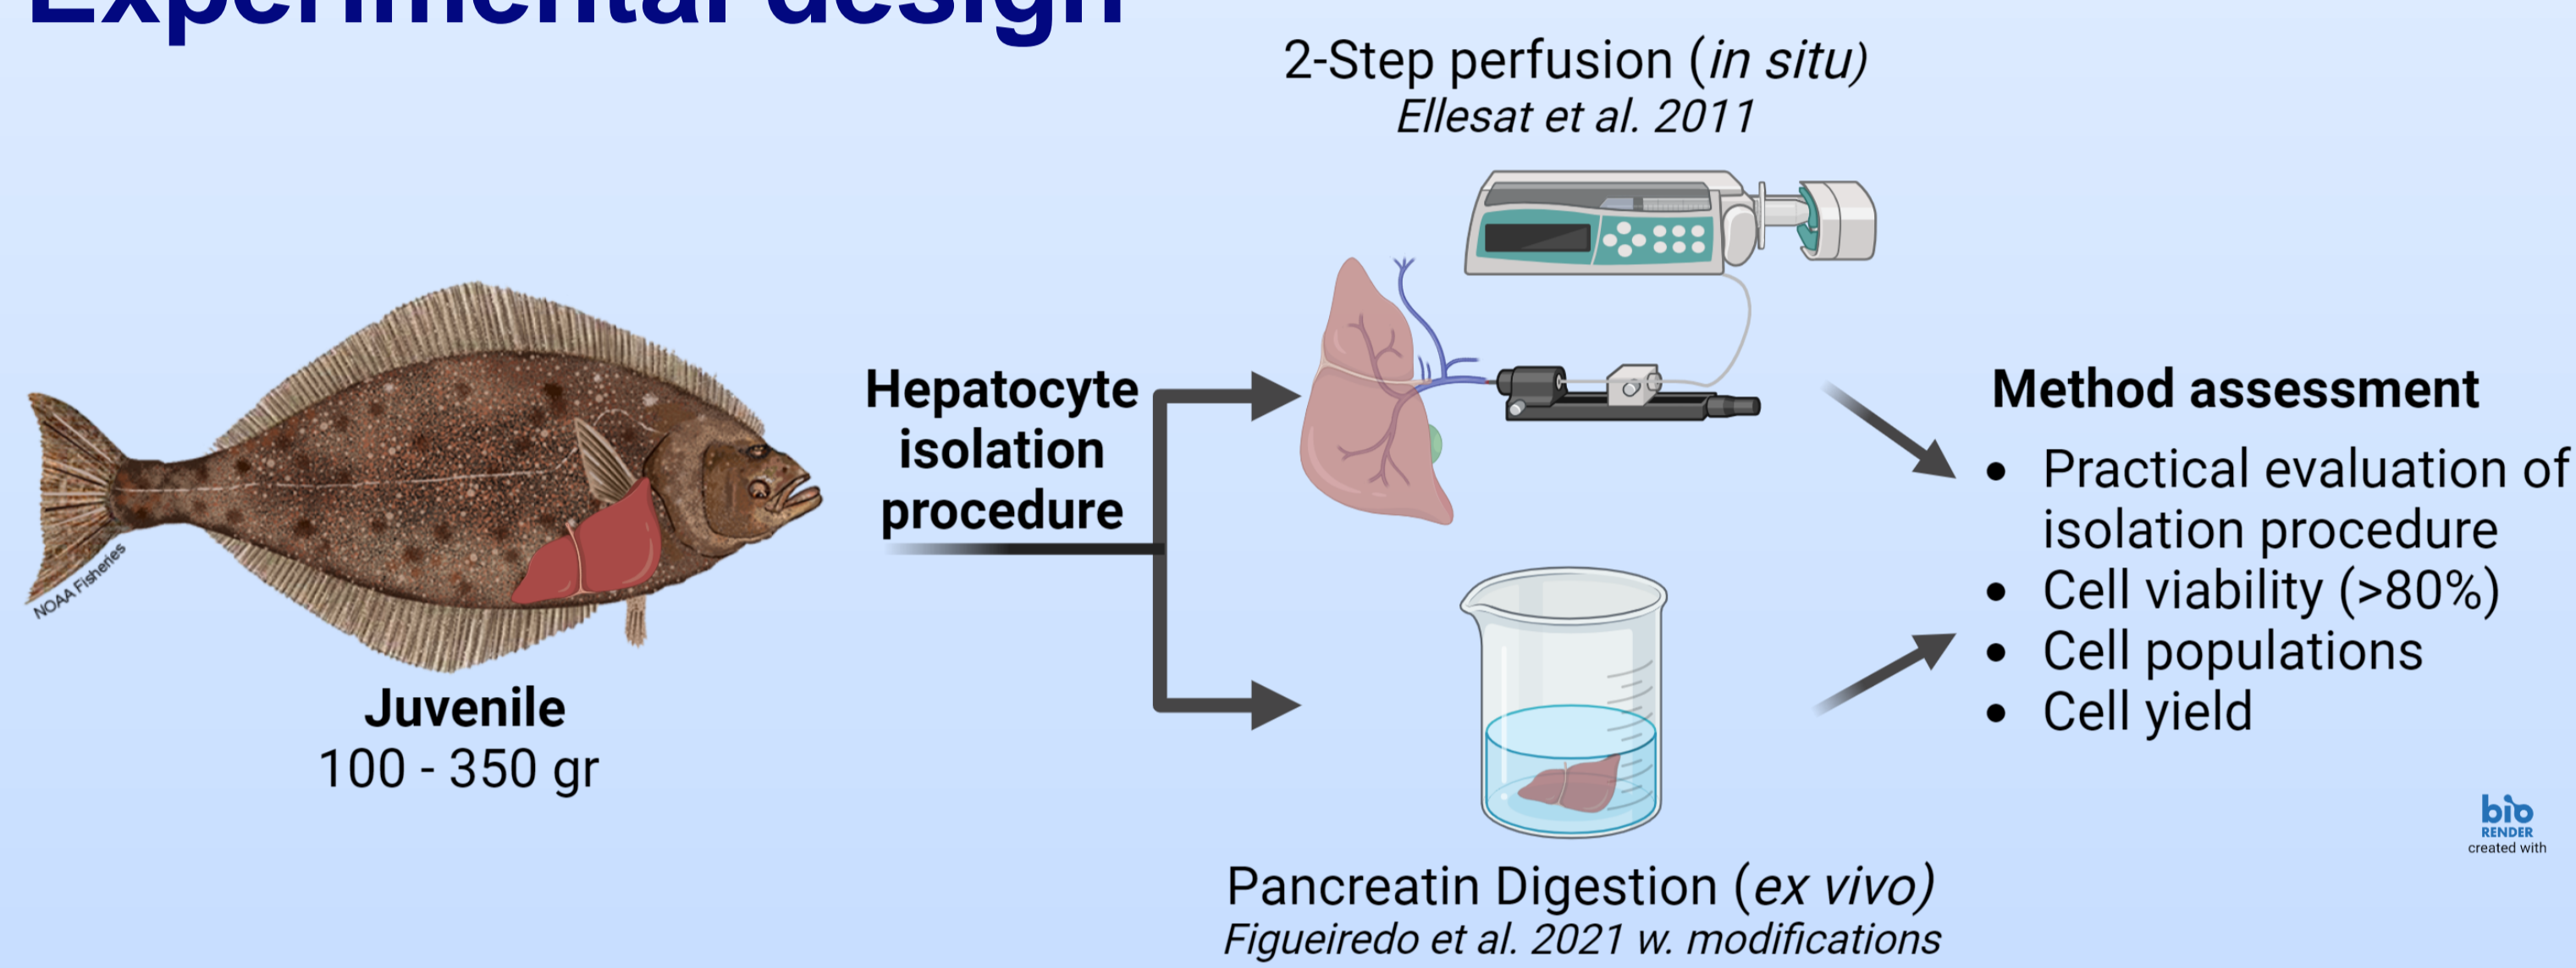 Experimental design
2-Step perfusion (in situ)
Ellesat et al. 2011
Hepatocyte
isolation
procedure
NOAA Fisheries
Juvenile
100 - 350 gr
Method assessment
• Practical evaluation of
isolation procedure
• Cell viability (>80%)
• Cell populations
• Cell yield
Pancreatin Digestion (ex vivo)
Figueiredo et al. 2021 w. modifications
bio
RENDER
created with